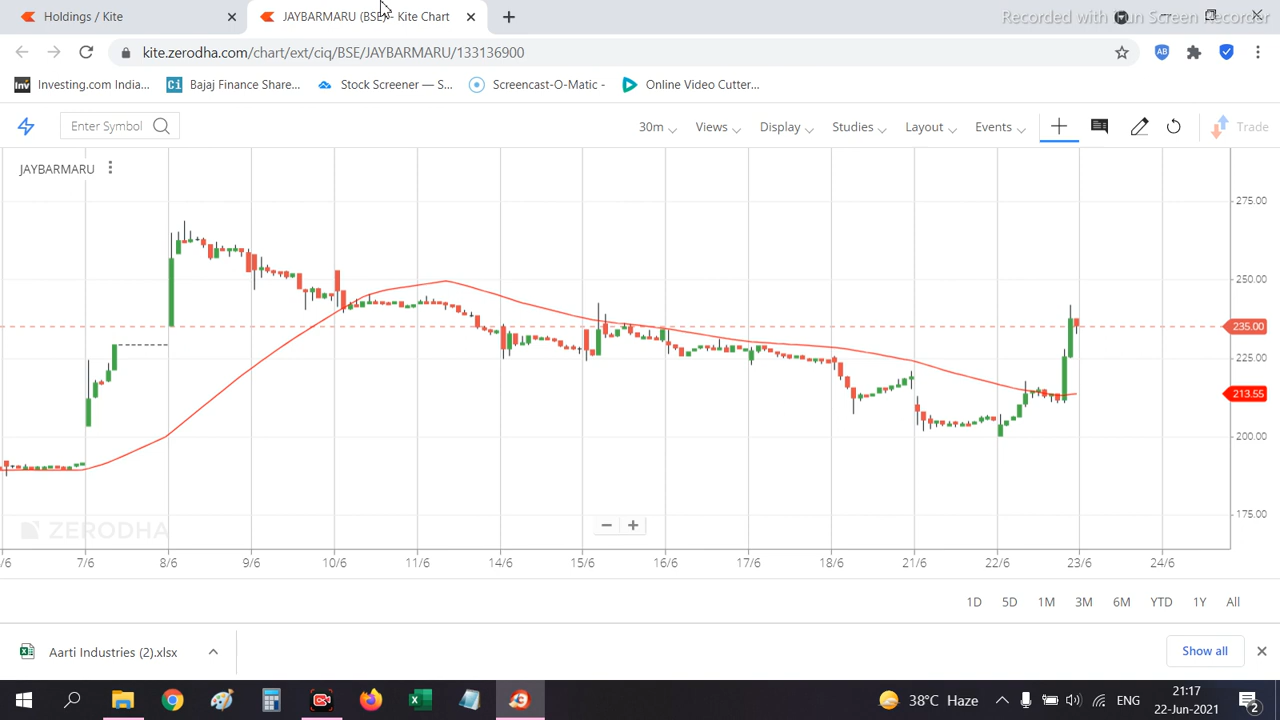 Holdings / Kite
JAYBARMARU (BSE) - Kite Chart
Recorded with Fun Screen Recorder
kite.zerodha.com/chart/ext/ciq/BSE/JAYBARMARU/133136900
AB
Inv Investing.com India...
Ci Bajaj Finance Share...
Stock Screener — S...
Screencast-O-Matic -
Online Video Cutter...
Enter Symbol
30m
Views
Display
Studies
Layout
Events
Trade
JAYBARMARU
275.00
250.00
235.00
225.00
213.55
200.00
175.00
ZERODHA
/6 7/6 8/6 9/6 10/6 11/6 14/6 15/6 16/6 17/6 18/6 21/6 22/6 23/6 24/6
1D 5D 1M 3M 6M YTD 1Y All
Aarti Industries (2).xlsx
Show all
38°C Haze
ENG
21:17
22-Jun-2021
2